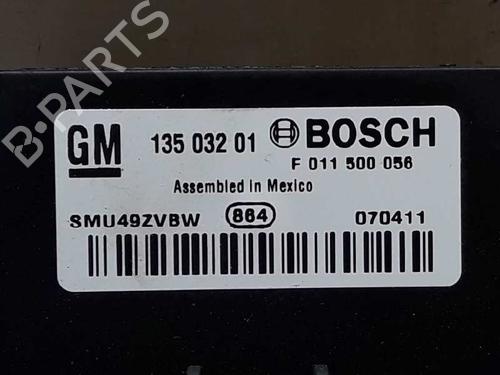 B-PARTS
GM 135 032 01 BOSCH
F 011 500 056
Assembled in Mexico
SMU49ZVBW 864 070411